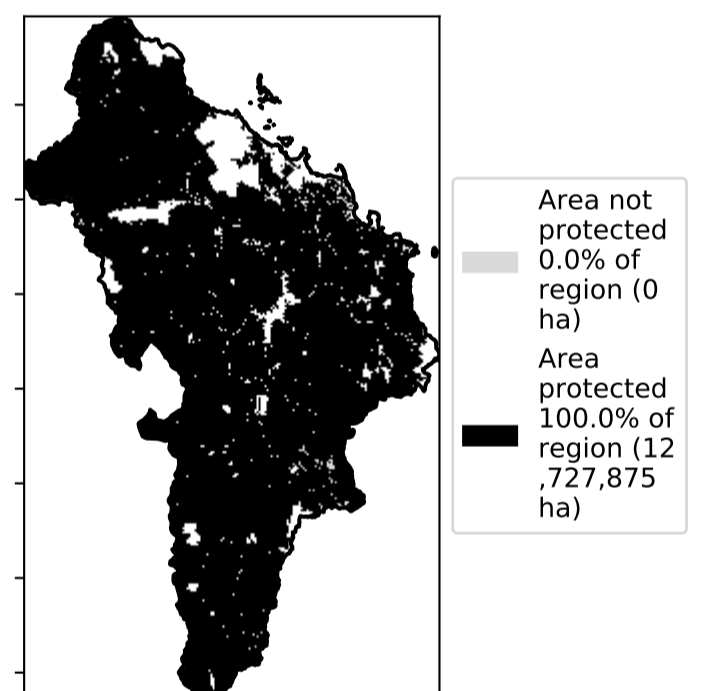 Area not
protected
0.0% of
region (0
ha)
Area
protected
100.0% of
region (12
,727,875
ha)